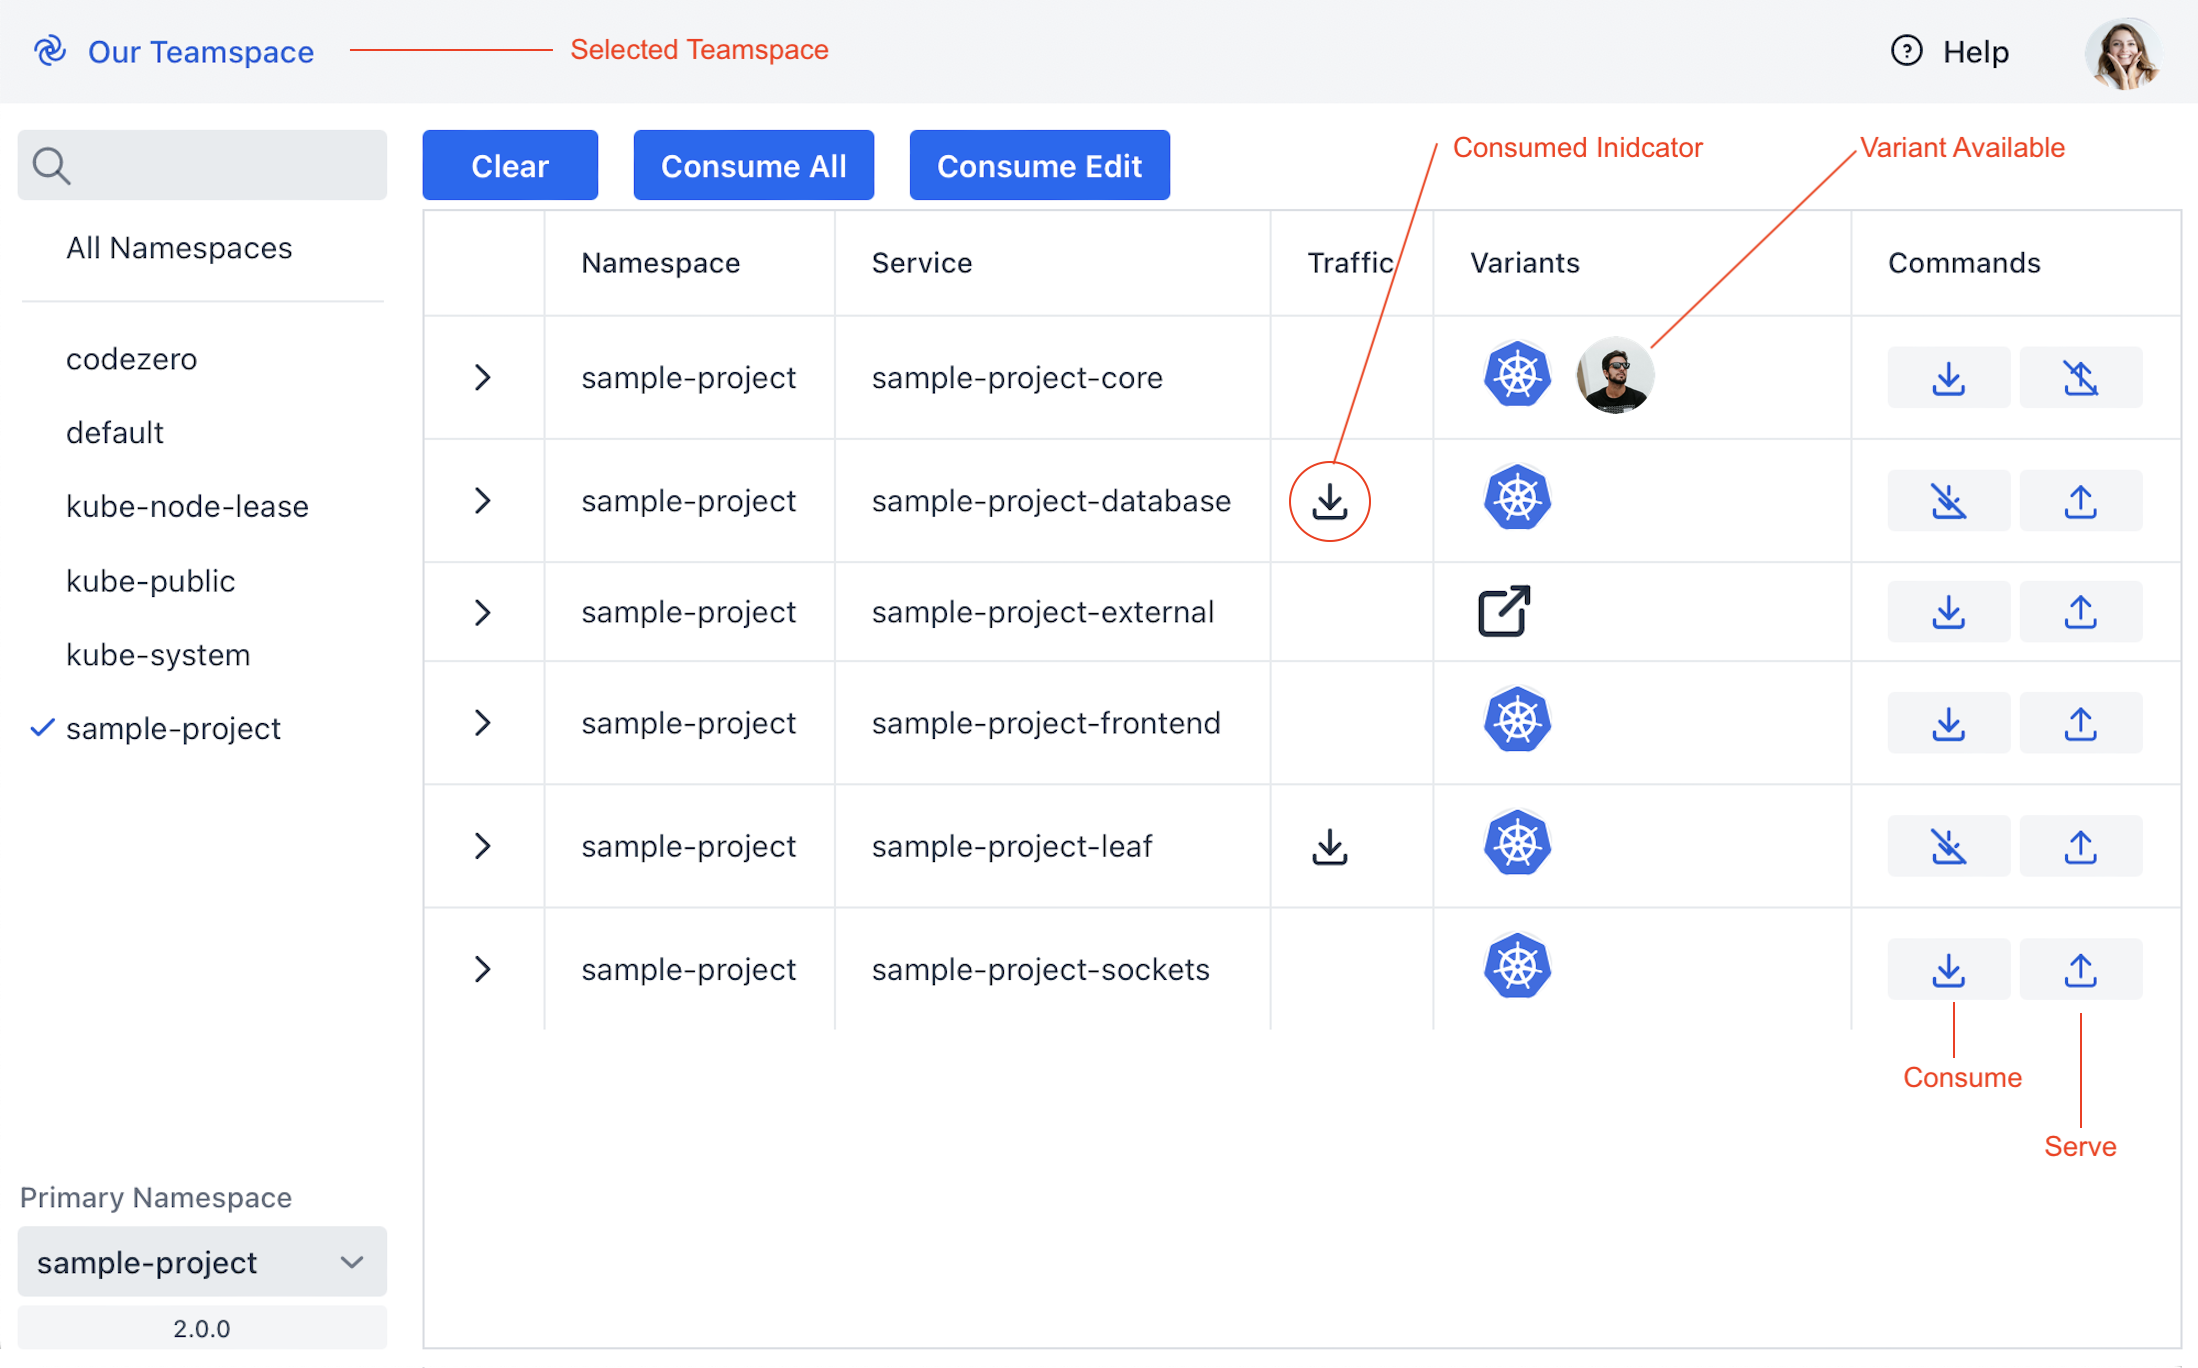 Our Teamspace
Selected Teamspace
Help
Clear
Consume All
Consume Edit
Consumed Inidcator
Variant Available
All Namespaces
codezero
default
kube-node-lease
kube-public
kube-system
sample-project
Namespace Service Traffic Variants Commands
sample-project sample-project-core
sample-project sample-project-database
sample-project sample-project-external
sample-project sample-project-frontend
sample-project sample-project-leaf
sample-project sample-project-sockets
Consume
Serve
Primary Namespace
sample-project
2.0.0